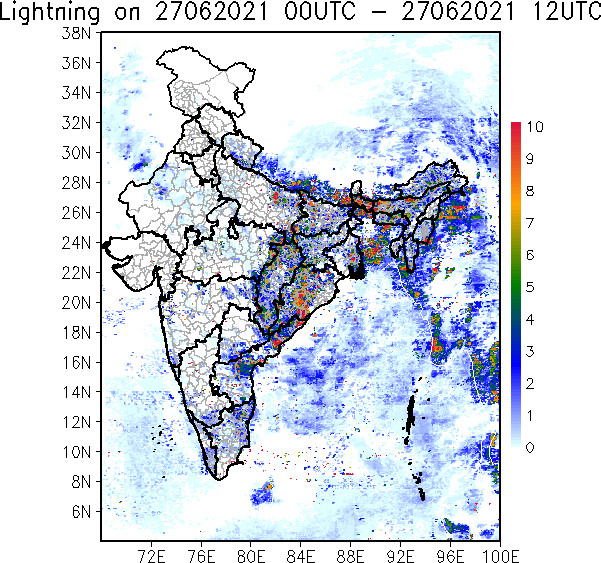 Lightning on 27062021 00UTC – 27062021 12UTC
38N
36N
34N
32N
30N
28N
26N
24N
22N
20N
18N
16N
14N
12N
10N
8N
6N
72E 76E 80E 84E 88E 92E 96E 100E
10
9
8
7
6
5
4
3
2
1
0